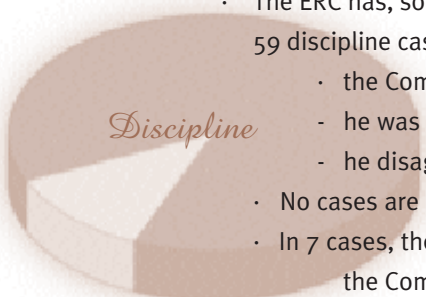 · The ERC has, so
59 discipline cas
· the Com
Discipline
- he was
- he disag
· No cases are
· In 7 cases, the
the Com